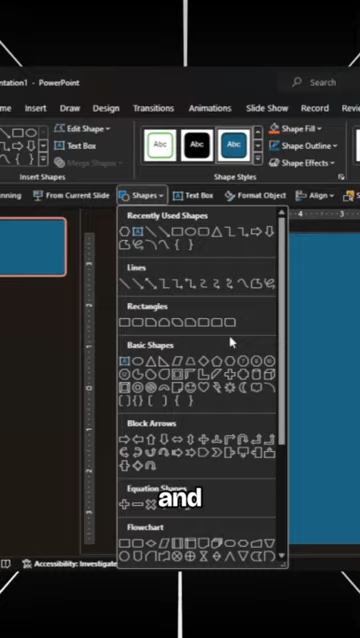 ntation1 - PowerPoint
Search
me Insert Draw Design Transitions Animations Slide Show Record Revie
Edit Shape
Text Box
Merge Shapes
Insert Shapes
Abc Abc Abc
Shape Styles
Shape Fill
Shape Outline
Shape Effects
nning From Current Slide Shapes Text Box Format Object Align
Recently Used Shapes
Lines
Rectangles
Basic Shapes
Block Arrows
Equation Shapes
and
Flowchart
Accessibility: Investigate